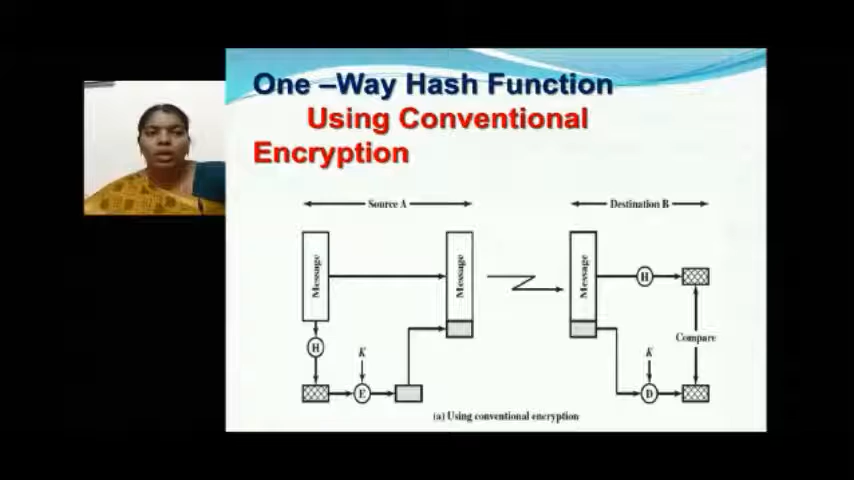 One –Way Hash Function
Using Conventional
Encryption
Source A
Destination B
Message
Message
Message
H
H
Compare
K
K
E
D
(a) Using conventional encryption